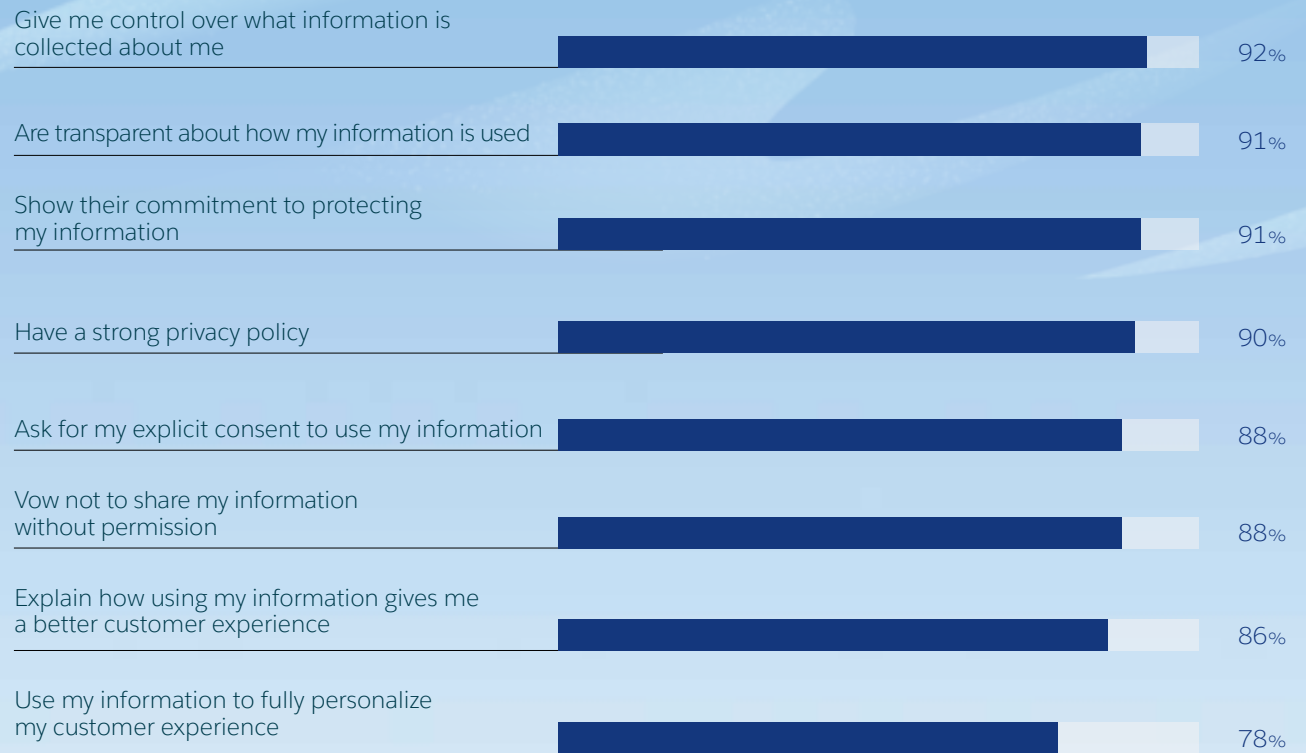 Give me control over what information is
collected about me
92%
Are transparent about how my information is used
91%
Show their commitment to protecting
my information
91%
Have a strong privacy policy
90%
Ask for my explicit consent to use my information
88%
Vow not to share my information
without permission
88%
Explain how using my information gives me
a better customer experience
86%
Use my information to fully personalize
my customer experience
78%